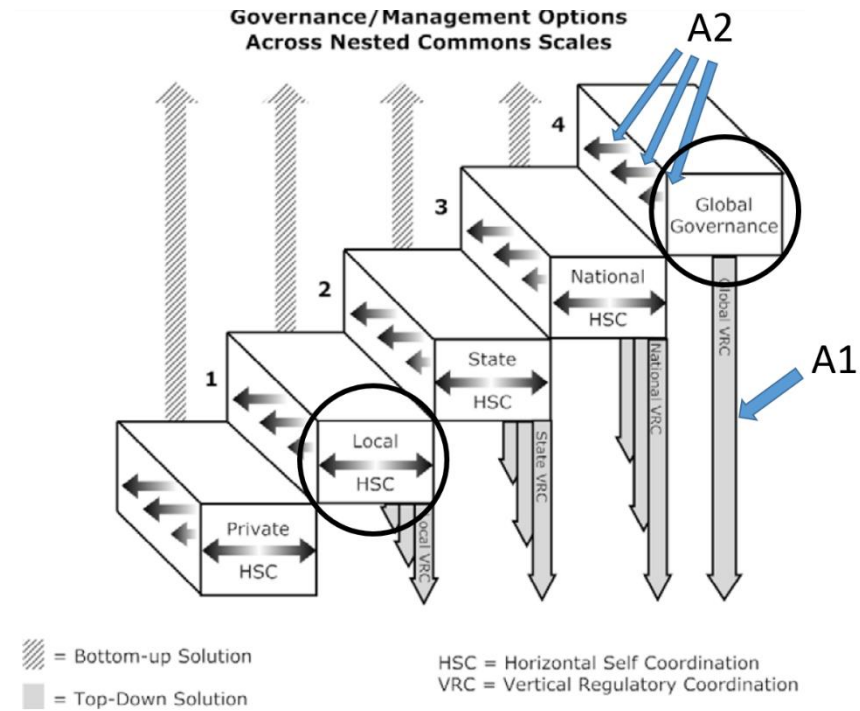 Governance/Management Options
Across Nested Commons Scales
A2
4
Global
Governance
3
National
HSC
Global VRC
2
State
HSC
National VRC
A1
1
Local
HSC
State VRC
Private
HSC
Local VRC
= Bottom-up Solution
= Top-Down Solution
HSC = Horizontal Self Coordination
VRC = Vertical Regulatory Coordination